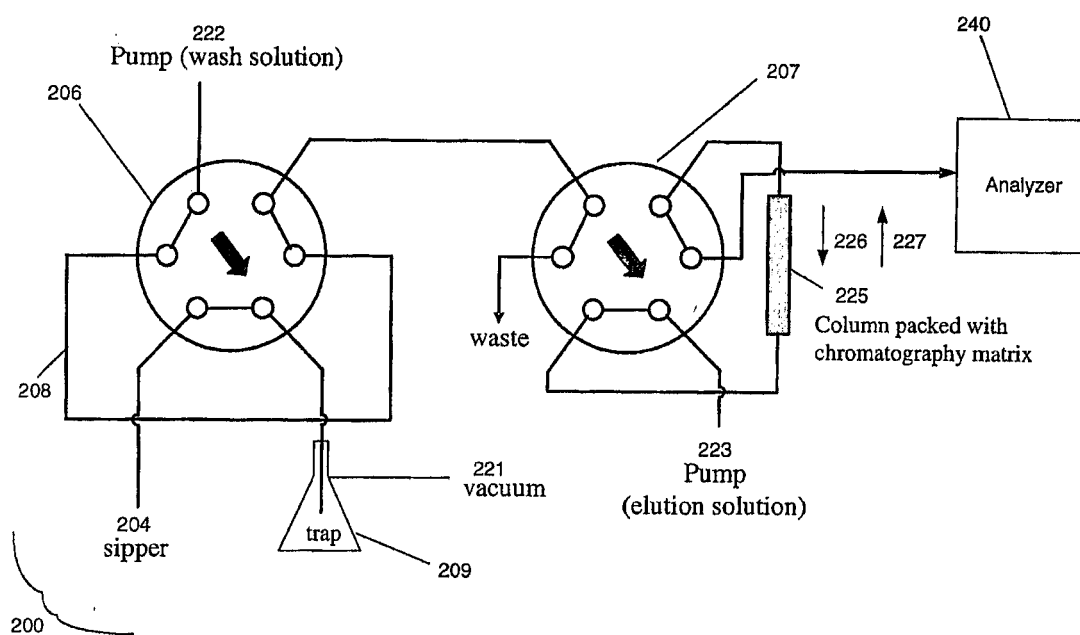 222
Pump (wash solution)
206
207
240
Analyzer
226
227
225
Column packed with
chromatography matrix
waste
208
223
Pump
(elution solution)
221
vacuum
204
sipper
trap
209
200